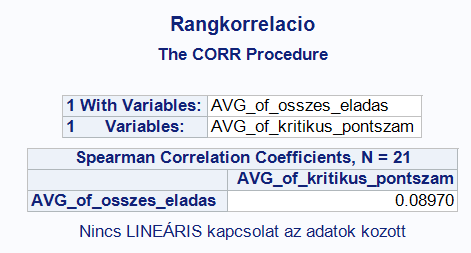 Rangkorrelacio
The CORR Procedure
1 With Variables: AVG_of_osszes_eladas
1 Variables: AVG_of_kritikus_pontszam
Spearman Correlation Coefficients, N = 21
AVG_of_kritikus_pontszam
AVG_of_osszes_eladas 0.08970
Nincs LINEÁRIS kapcsolat az adatok kozott